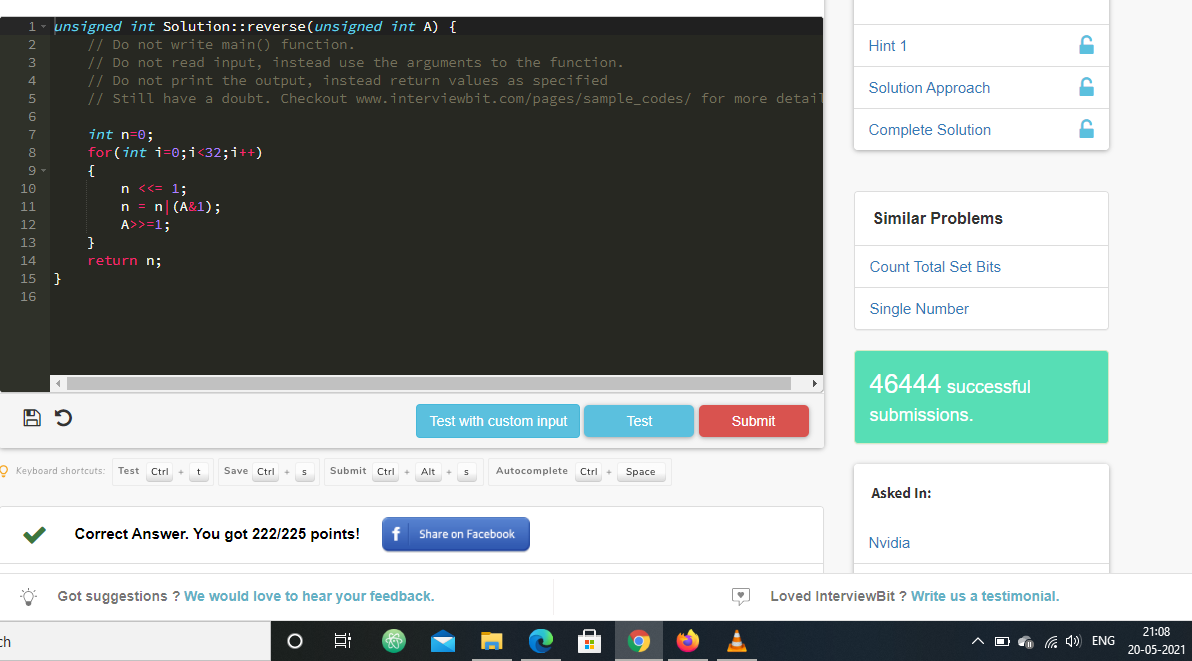 1 unsigned int Solution::reverse(unsigned int A) {
2 // Do not write main() function.
3 // Do not read input, instead use the arguments to the function.
4 // Do not print the output, instead return values as specified
5 // Still have a doubt. Checkout www.interviewbit.com/pages/sample_codes/ for more detail
6
7 int n=0;
8 for(int i=0;i<32;i++)
9 {
10 n <<= 1;
11 n = n|(A&1);
12 A>>=1;
13 }
14 return n;
15 }
16
Test with custom input Test Submit
Keyboard shortcuts: Test Ctrl + t Save Ctrl + s Submit Ctrl + Alt + s Autocomplete Ctrl + Space
Correct Answer. You got 222/225 points! f Share on Facebook
Hint 1
Solution Approach
Complete Solution
Similar Problems
Count Total Set Bits
Single Number
46444 successful
submissions.
Asked In:
Nvidia
Got suggestions ? We would love to hear your feedback. Loved InterviewBit ? Write us a testimonial.
ch ENG 21:08
20-05-2021